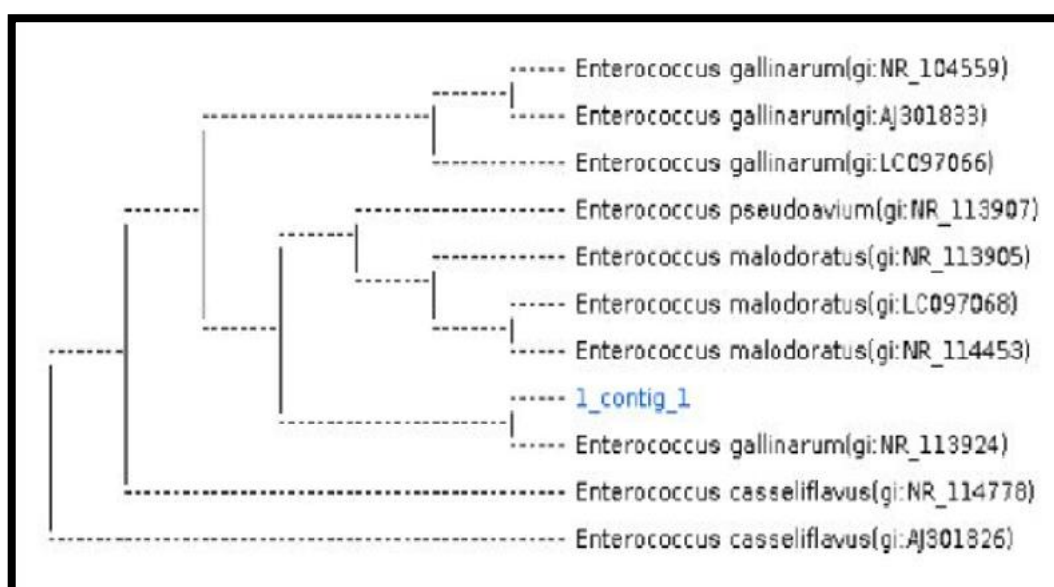 Enterococcus gallinarum(gi:NR_104559)
Enterococcus gallinarum(gi:AJ301833)
Enterococcus gallinarum(gi:LC097066)
Enterococcus pseudoavium(gi:NR_113907)
Enterococcus malodoratus(gi:NR_113905)
Enterococcus malodoratus(gi:LC097068)
Enterococcus malodoratus(gi:NR_114453)
1_contig_1
Enterococcus gallinarum(gi:NR_113924)
Enterococcus casseliflavus(gi:NR_114778)
Enterococcus casseliflavus(gi:AJ301826)